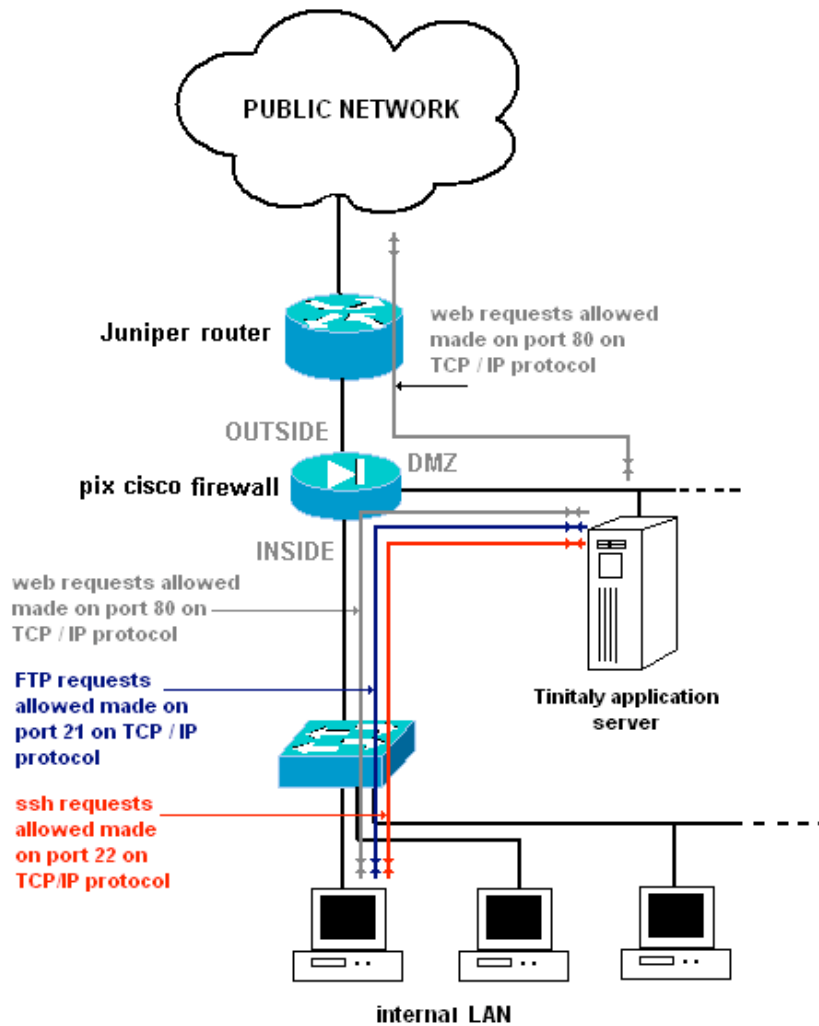 PUBLIC NETWORK
Juniper router
web requests allowed
made on port 80 on
TCP / IP protocol
OUTSIDE
DMZ
pix cisco firewall
INSIDE
web requests allowed
made on port 80 on
TCP / IP protocol
FTP requests
allowed made on
port 21 on TCP / IP
protocol
Tinitaly application
server
ssh requests
allowed made
on port 22 on
TCP/IP protocol
internal LAN